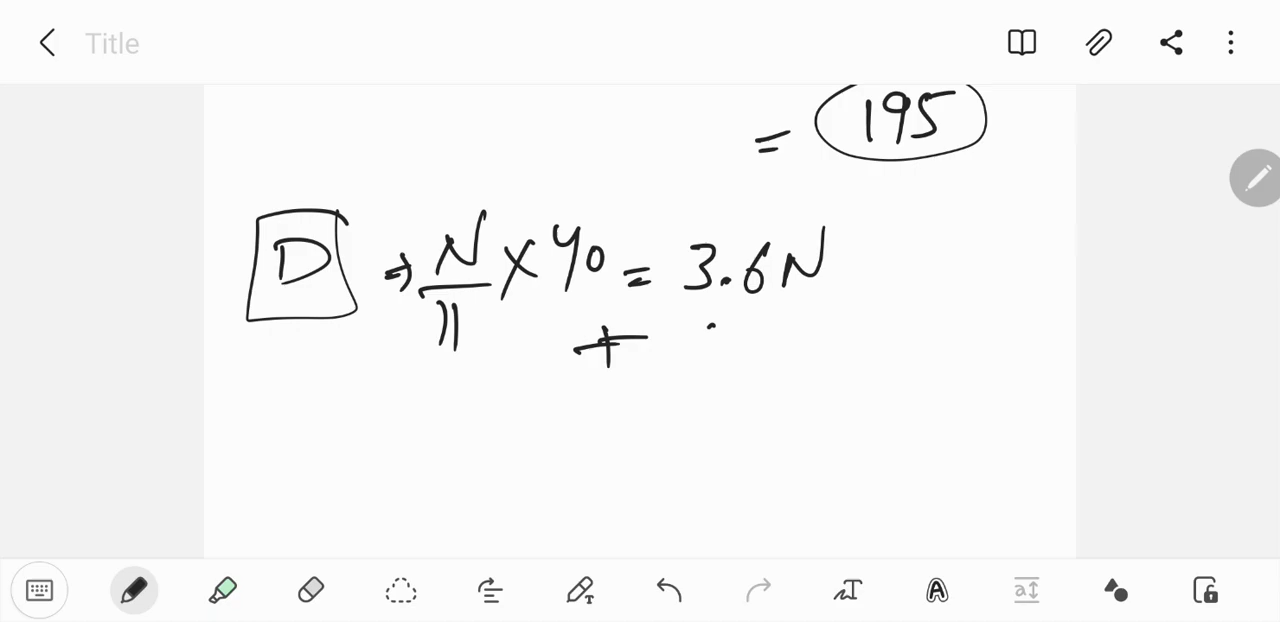 Title
= 195
D ⇒ N/11 × 40 = 3.6N
+